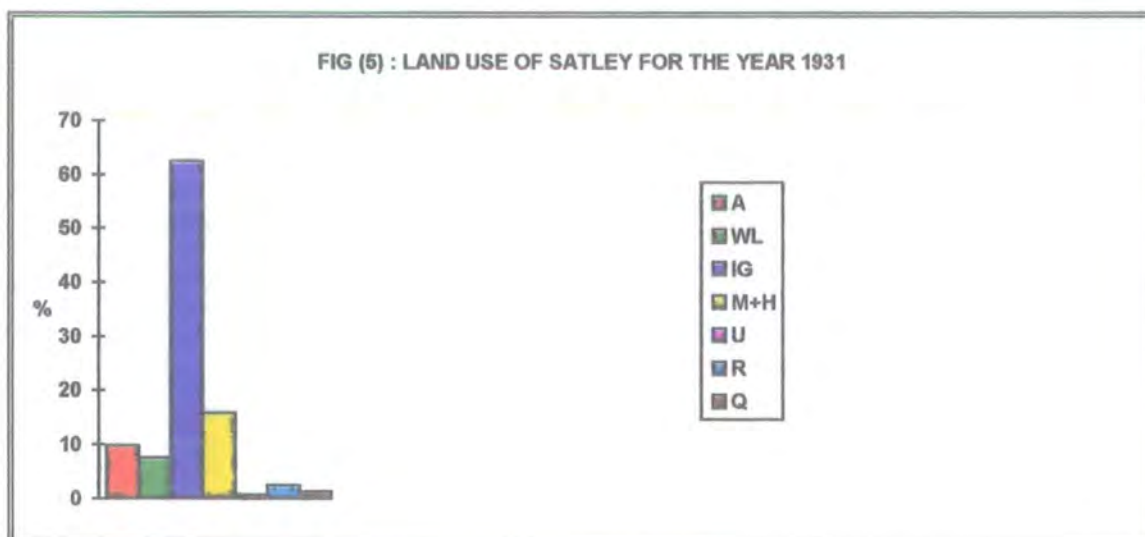 FIG (5) : LAND USE OF SATLEY FOR THE YEAR 1931
70
60
50
40
30
20
10
0
%
A
WL
IG
M+H
U
R
Q